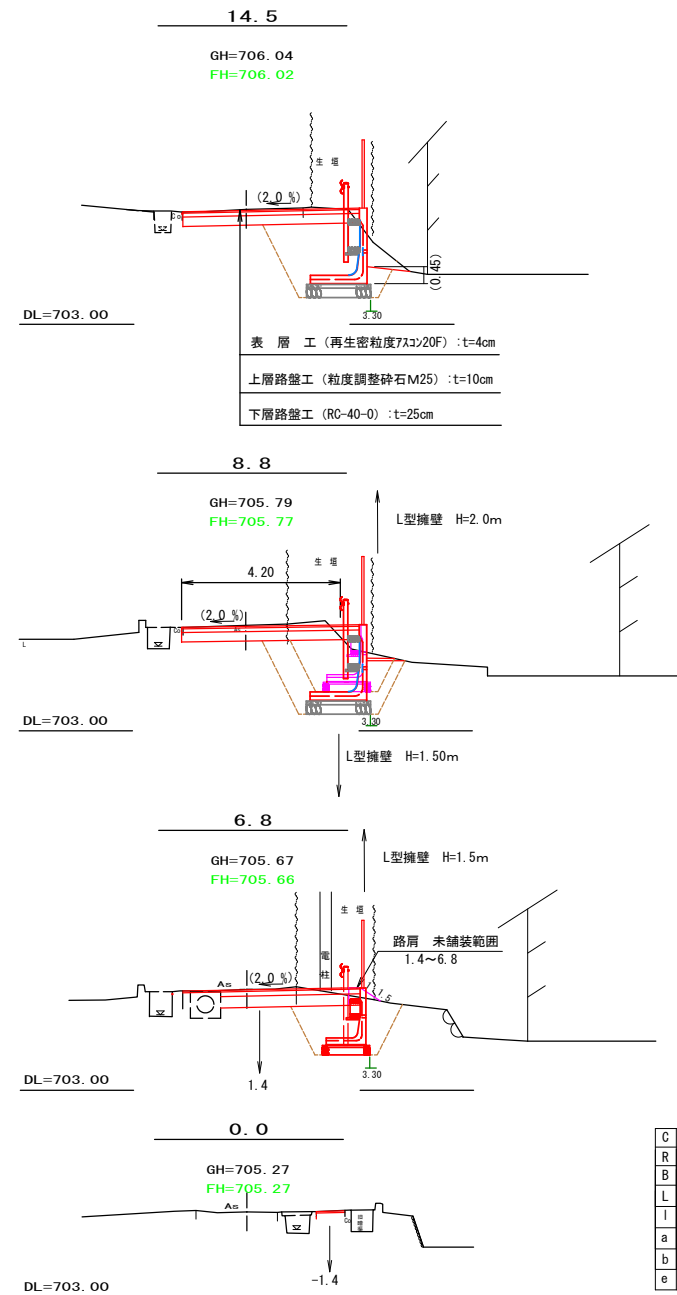 14.5
GH=706.04
FH=706.02
生 垣
(2.0 %)
Co
(0.45)
DL=703.00
3.30
表 層 工 (再生密粒度アスコン20F) :t=4cm
上層路盤工 (粒度調整砕石M25) :t=10cm
下層路盤工 (RC-40-0) :t=25cm
8.8
GH=705.79
FH=705.77
L型擁壁 H=2.0m
生 垣
4.20
(2.0 %)
Co
As
L
DL=703.00
3.30
L型擁壁 H=1.50m
6.8
GH=705.67
FH=705.66
L型擁壁 H=1.5m
生 垣
電柱
路肩 未舗装範囲
1.4～6.8
As
(2.0 %)
1.5
DL=703.00
1.4
3.30
0.0
GH=705.27
FH=705.27
As
Co
-1.4
DL=703.00
C
R
B
L
l
a
b
e